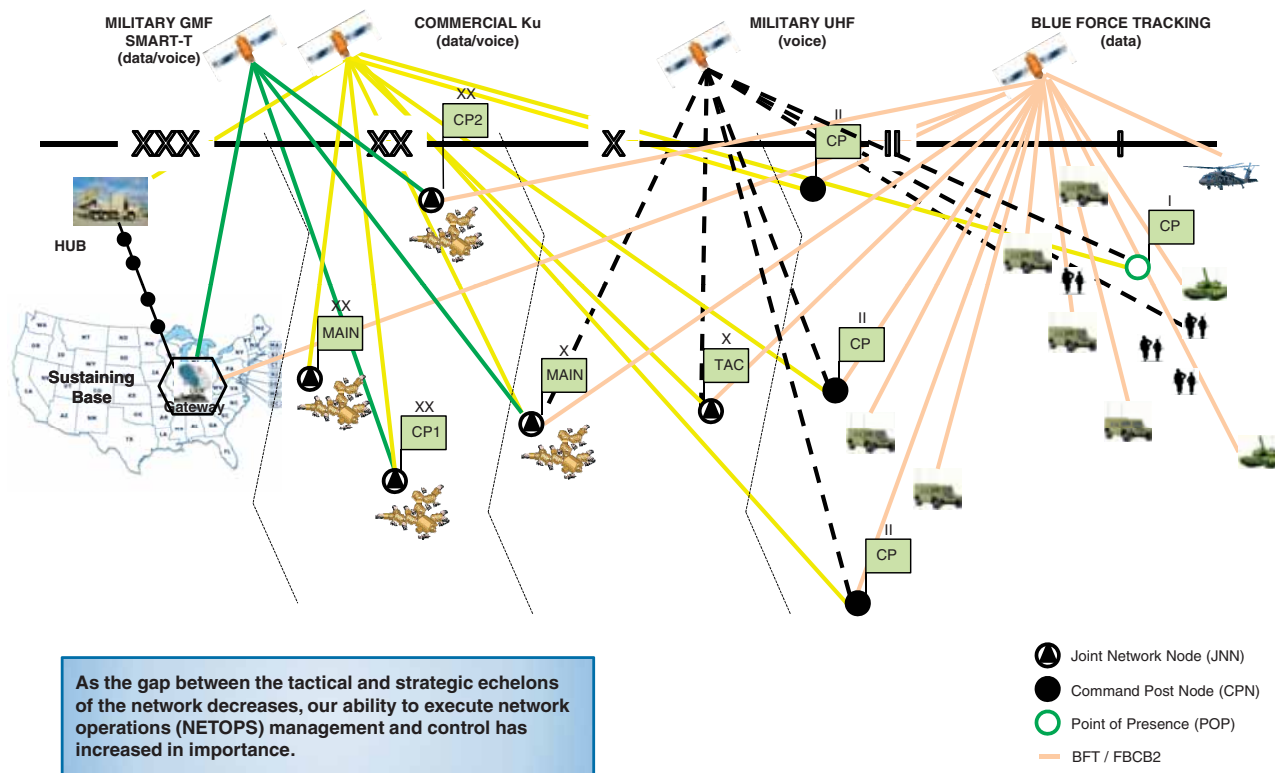 MILITARY GMF
SMART-T
(data/voice)
COMMERCIAL Ku
(data/voice)
MILITARY UHF
(voice)
BLUE FORCE TRACKING
(data)
XXX
XX
X
II
I
XX
CP2
II
CP
I
CP
HUB
XX
MAIN
X
MAIN
X
TAC
II
CP
XX
CP1
II
CP
Sustaining
Base
Gateway
As the gap between the tactical and strategic echelons
of the network decreases, our ability to execute network
operations (NETOPS) management and control has
increased in importance.
Joint Network Node (JNN)
Command Post Node (CPN)
Point of Presence (POP)
BFT / FBCB2